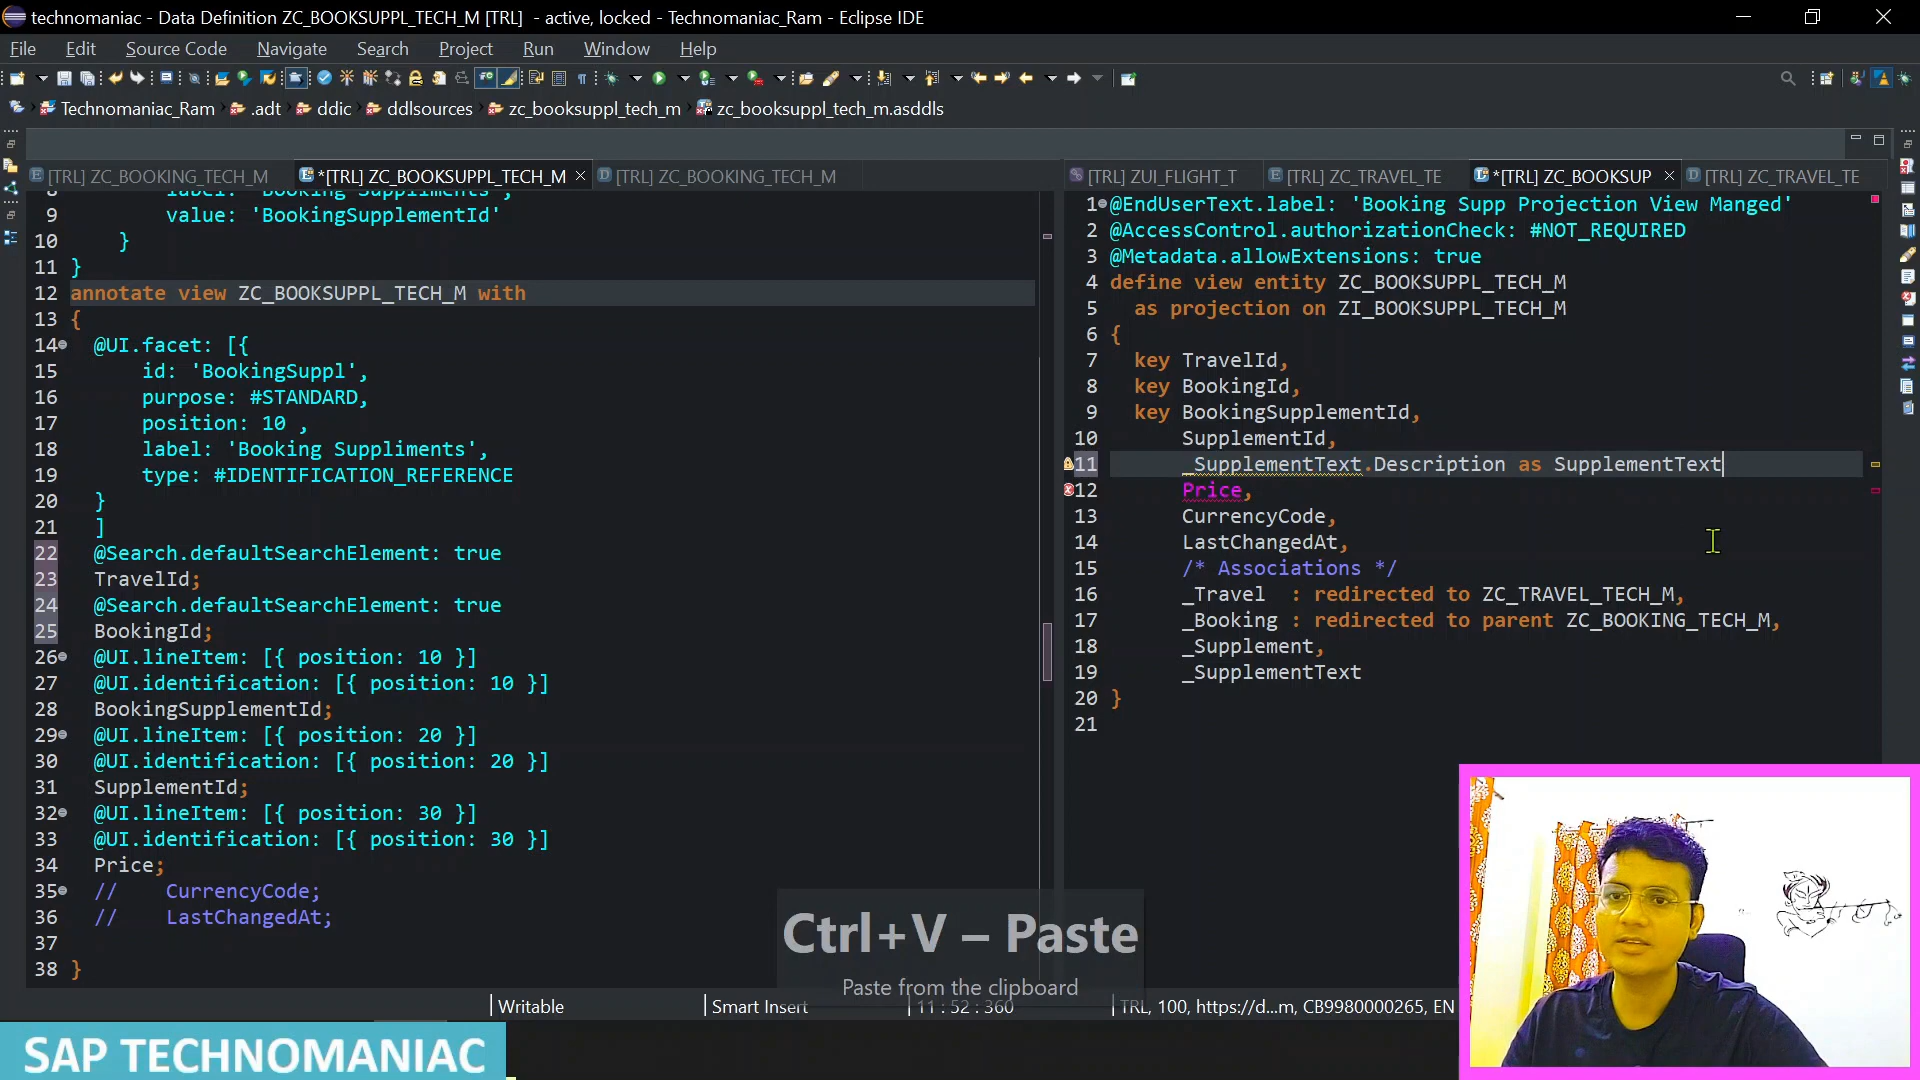 technomaniac - Data Definition ZC_BOOKSUPPL_TECH_M [TRL] - active, locked - Technomaniac_Ram - Eclipse IDE
File Edit Source Code Navigate Search Project Run Window Help
Technomaniac_Ram .adt ddic ddlsources zc_booksuppl_tech_m zc_booksuppl_tech_m.asddls
[TRL] ZC_BOOKING_TECH_M *[TRL] ZC_BOOKSUPPL_TECH_M [TRL] ZC_BOOKING_TECH_M
8 label: 'Booking Suppliments',
9 value: 'BookingSupplementId'
10 }
11 }
12 annotate view ZC_BOOKSUPPL_TECH_M with
13 {
14 @UI.facet: [{
15 id: 'BookingSuppl',
16 purpose: #STANDARD,
17 position: 10 ,
18 label: 'Booking Suppliments',
19 type: #IDENTIFICATION_REFERENCE
20 }
21 ]
22 @Search.defaultSearchElement: true
23 TravelId;
24 @Search.defaultSearchElement: true
25 BookingId;
26 @UI.lineItem: [{ position: 10 }]
27 @UI.identification: [{ position: 10 }]
28 BookingSupplementId;
29 @UI.lineItem: [{ position: 20 }]
30 @UI.identification: [{ position: 20 }]
31 SupplementId;
32 @UI.lineItem: [{ position: 30 }]
33 @UI.identification: [{ position: 30 }]
34 Price;
35 // CurrencyCode;
36 // LastChangedAt;
37
38 }
[TRL] ZUI_FLIGHT_T [TRL] ZC_TRAVEL_TE *[TRL] ZC_BOOKSUP [TRL] ZC_TRAVEL_TE
1 @EndUserText.label: 'Booking Supp Projection View Manged'
2 @AccessControl.authorizationCheck: #NOT_REQUIRED
3 @Metadata.allowExtensions: true
4 define view entity ZC_BOOKSUPPL_TECH_M
5 as projection on ZI_BOOKSUPPL_TECH_M
6 {
7 key TravelId,
8 key BookingId,
9 key BookingSupplementId,
10 SupplementId,
11 _SupplementText.Description as SupplementText
12 Price,
13 CurrencyCode,
14 LastChangedAt,
15 /* Associations */
16 _Travel : redirected to ZC_TRAVEL_TECH_M,
17 _Booking : redirected to parent ZC_BOOKING_TECH_M,
18 _Supplement,
19 _SupplementText
20 }
21
Ctrl+V – Paste
Paste from the clipboard
Writable Smart Insert 11 : 52 : 360 TRL, 100, https://d...m, CB9980000265, EN
SAP TECHNOMANIAC